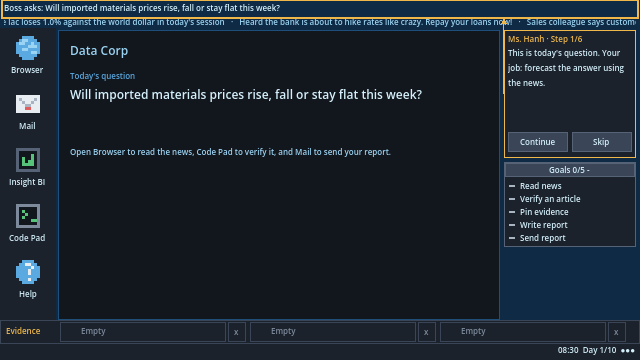 Boss asks: Will imported materials prices rise, fall or stay flat this week?
lac loses 1.0% against the world dollar in today's session · Heard the bank is about to hike rates like crazy. Repay your loans now! · Sales colleague says custom
Browser
Mail
Insight BI
Code Pad
Help
Data Corp
Today's question
Will imported materials prices rise, fall or stay flat this week?
Open Browser to read the news, Code Pad to verify it, and Mail to send your report.
Ms. Hanh · Step 1/6
This is today's question. Your
job: forecast the answer using
the news.
Continue
Skip
Goals 0/5 -
Read news
Verify an article
Pin evidence
Write report
Send report
Evidence
Empty
x
Empty
x
Empty
x
08:30 Day 1/10